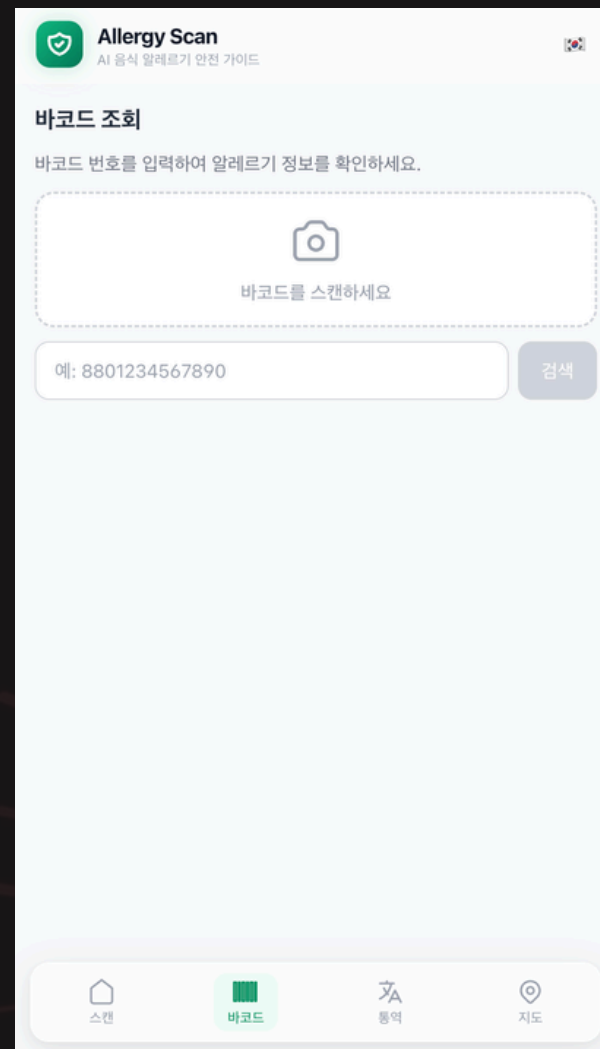 Allergy Scan
AI 음식 알레르기 안전 가이드
바코드 조회
바코드 번호를 입력하여 알레르기 정보를 확인하세요.
바코드를 스캔하세요
예: 8801234567890
검색
스캔
바코드
통역
지도